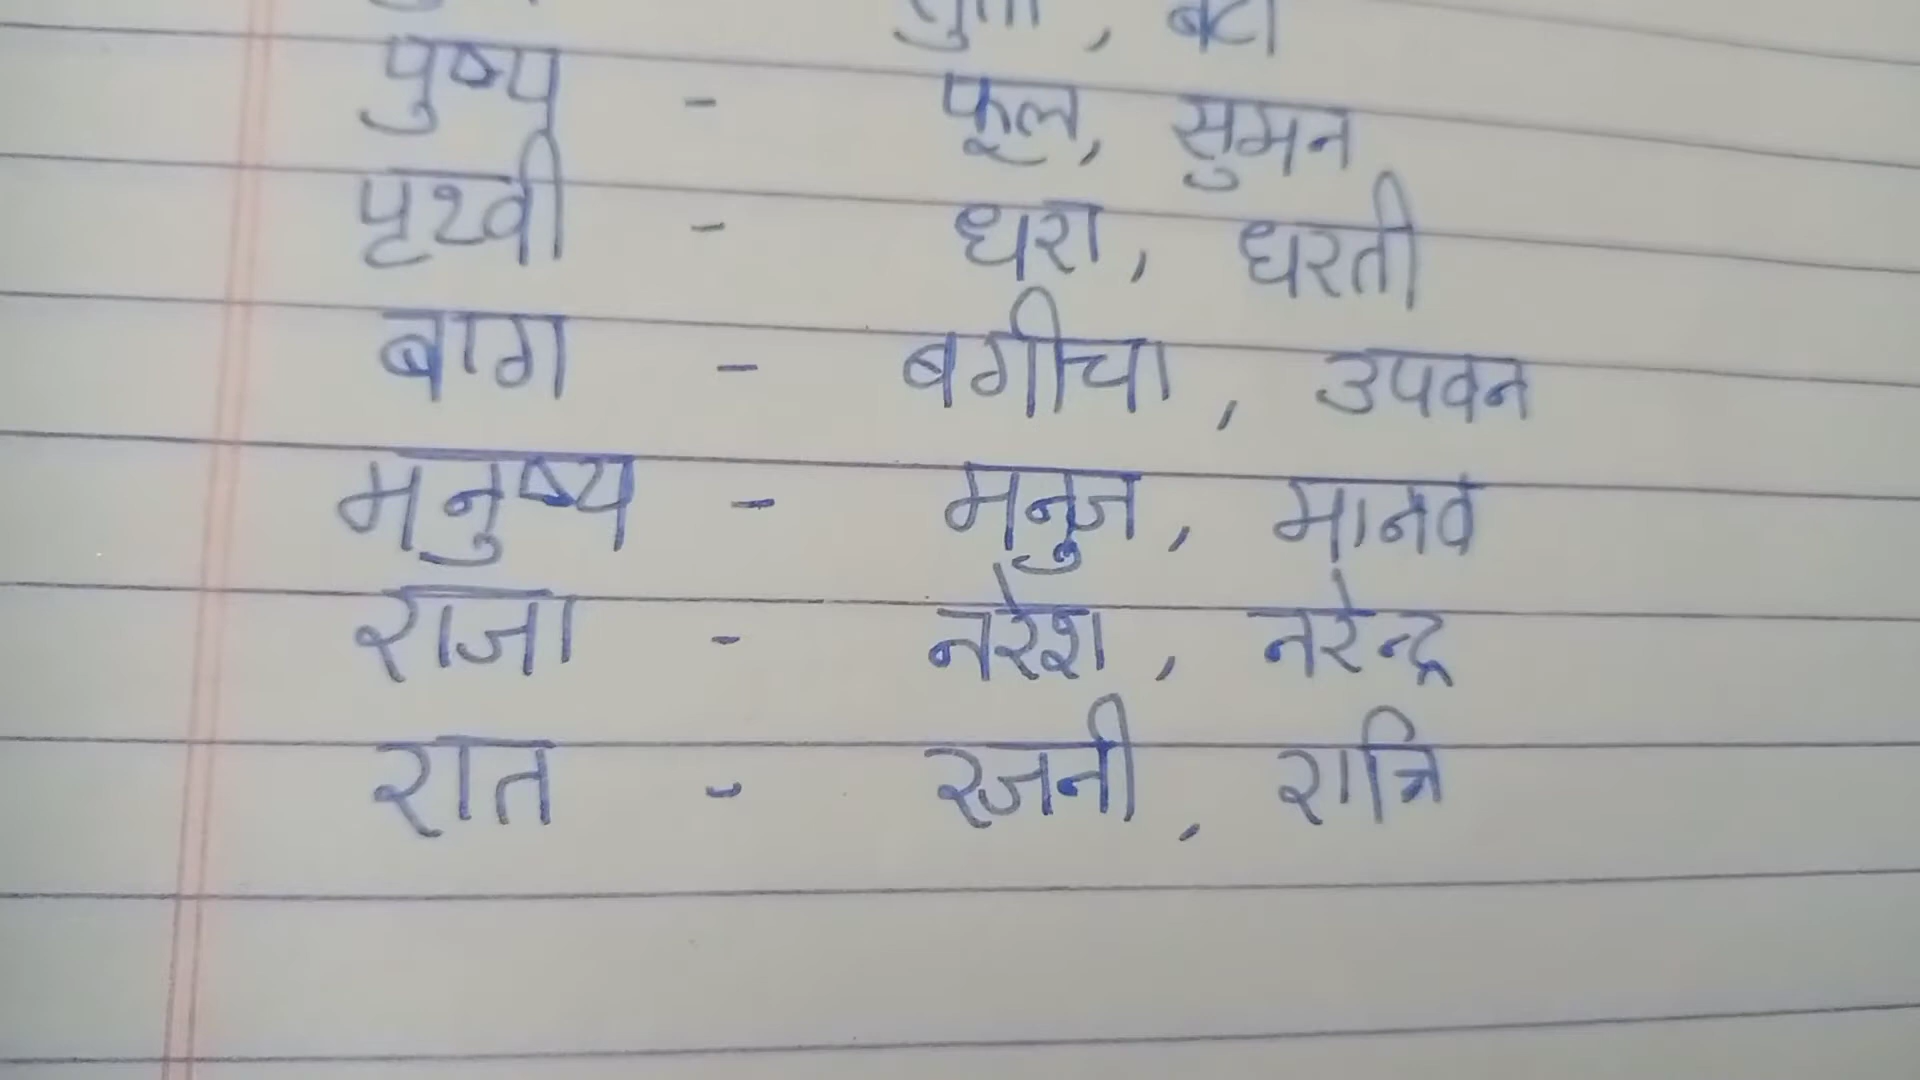 पुष्प - फूल, सुमन
पृथ्वी - धरा, धरती
बाग - बगीचा, उपवन
मनुष्य - मनुज, मानव
राजा - नरेश, नरेन्द्र
रात - रजनी, रात्रि